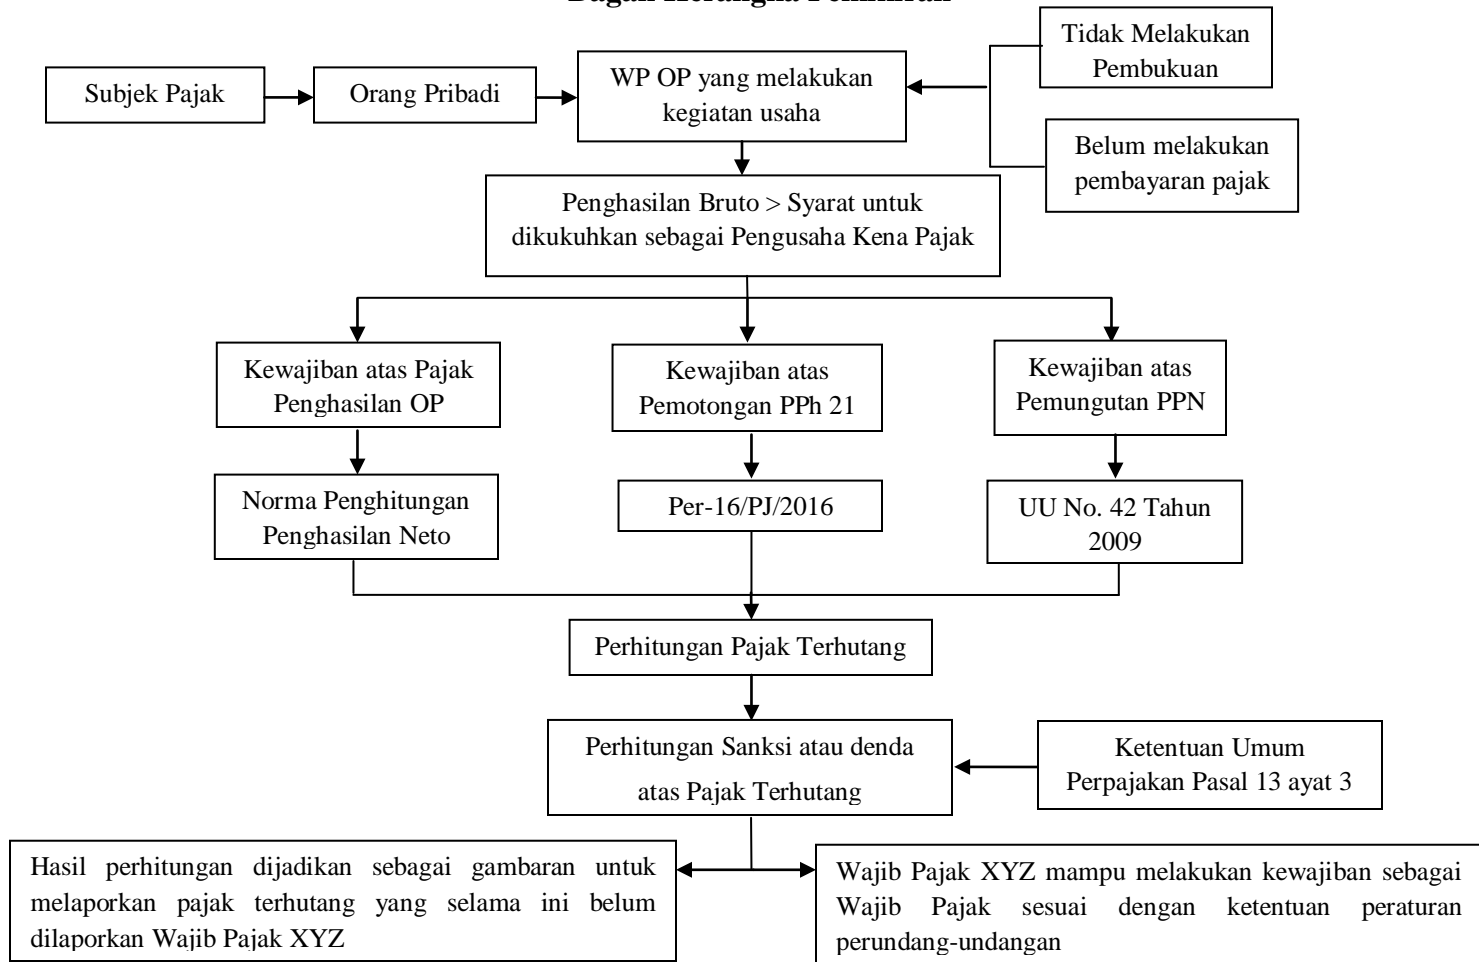 Bagan Kerangka Pemikiran
Subjek Pajak
Orang Pribadi
WP OP yang melakukan
kegiatan usaha
Tidak Melakukan
Pembukuan
Belum melakukan
pembayaran pajak
Penghasilan Bruto > Syarat untuk
dikukuhkan sebagai Pengusaha Kena Pajak
Kewajiban atas Pajak
Penghasilan OP
Kewajiban atas
Pemotongan PPh 21
Kewajiban atas
Pemungutan PPN
Norma Penghitungan
Penghasilan Neto
Per-16/PJ/2016
UU No. 42 Tahun
2009
Perhitungan Pajak Terhutang
Perhitungan Sanksi atau denda
atas Pajak Terhutang
Ketentuan Umum
Perpajakan Pasal 13 ayat 3
Hasil perhitungan dijadikan sebagai gambaran untuk
melaporkan pajak terhutang yang selama ini belum
dilaporkan Wajib Pajak XYZ
Wajib Pajak XYZ mampu melakukan kewajiban sebagai
Wajib Pajak sesuai dengan ketentuan peraturan
perundang-undangan